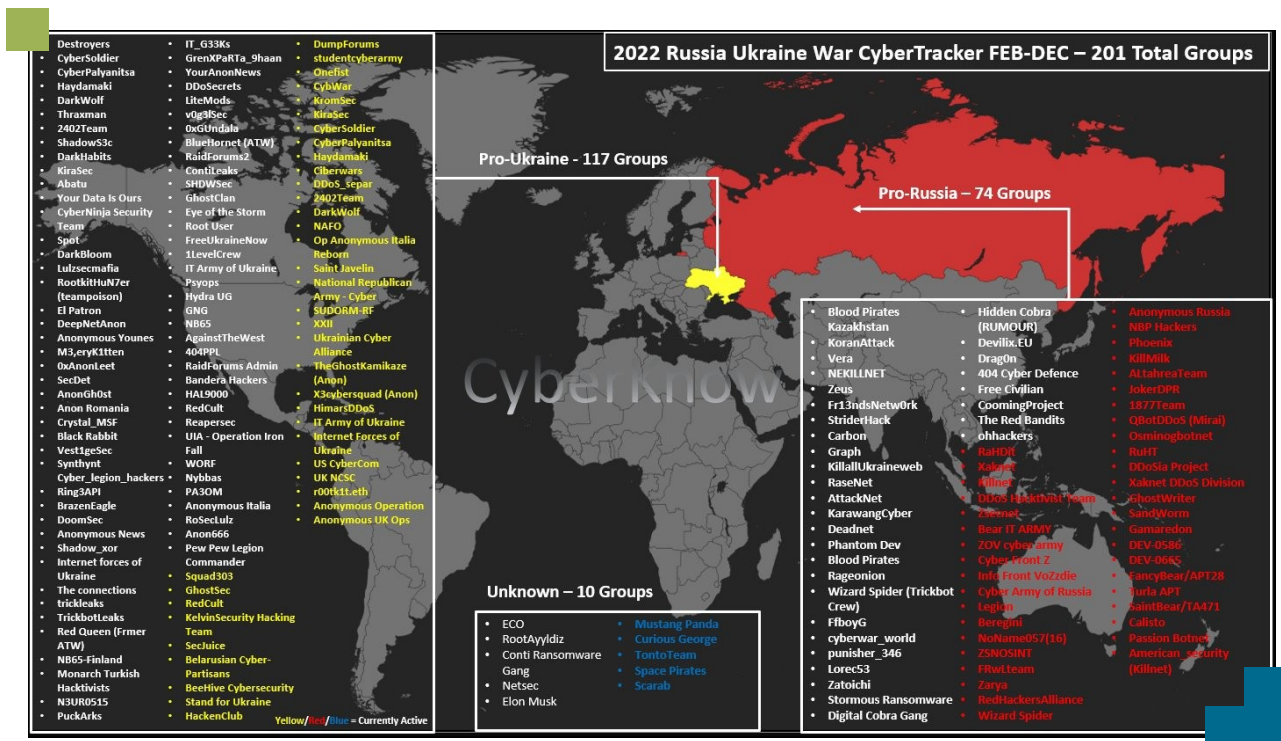 2022 Russia Ukraine War CyberTracker FEB-DEC – 201 Total Groups
Pro-Ukraine - 117 Groups
Destroyers
CyberSoldier
CyberPalyanitsa
Haydamaki
DarkWolf
Thraxman
2402Team
ShadowS3c
DarkHabits
KiraSec
Abatu
Your Data Is Ours
CyberNinja Security
Team
Spot
DarkBloom
Lulzsecmafia
RootkitHuN7er
(teampoison)
El Patron
DeepNetAnon
Anonymous Younes
M3,eryK1tten
0xAnonLeet
SecDet
AnonGh0st
Anon Romania
Crystal_MSF
Black Rabbit
Vest1geSec
Synthynt
Cyber_legion_hackers
Ring3API
BrazenEagle
DoomSec
Anonymous News
Shadow_xor
Internet forces of
Ukraine
The connections
trickleaks
TrickbotLeaks
Red Queen (Frmer
ATW)
NB65-Finland
Monarch Turkish
Hacktivists
N3UR0515
PuckArks
IT_G33Ks
GrenXPaRTa_9haan
YourAnonNews
DDoSecrets
LiteMods
v0g3lSec
0xGUndala
BlueHornet (ATW)
RaidForums2
ContiLeaks
SHDWSec
GhostClan
Eye of the Storm
Root User
FreeUkraineNow
1LevelCrew
IT Army of Ukraine
Psyops
Hydra UG
GNG
NB65
AgainstTheWest
404PPL
RaidForums Admin
Bandera Hackers
HAL9000
RedCult
Reapersec
UIA - Operation Iron
Fall
WORF
Nybbas
PA3OM
Anonymous Italia
RoSecLulz
Anon666
Pew Pew Legion
Commander
Squad303
GhostSec
RedCult
KelvinSecurity Hacking
Team
SecJuice
Belarusian Cyber-
Partisans
BeeHive Cybersecurity
Stand for Ukraine
HackenClub
DumpForums
studentcyberarmy
Onefist
CybWar
KromSec
KiraSec
CyberSoldier
CyberPalyanitsa
Haydamaki
Ciberwars
DDoS_separ
2402Team
DarkWolf
NAFO
Op Anonymous Italia
Reborn
Saint Javelin
National Republican
Army - Cyber
SUDORM-RF
XXII
Ukrainian Cyber
Alliance
TheGhostKamikaze
(Anon)
X3cybersquad (Anon)
HimarsDDoS
IT Army of Ukraine
Internet Forces of
Ukraine
US CyberCom
UK NCSC
r00tk1t.eth
Anonymous Operation
Anonymous UK Ops
Yellow/Red/Blue = Currently Active
CyberKnow
Unknown – 10 Groups
ECO
RootAyyldiz
Conti Ransomware
Gang
Netsec
Elon Musk
Mustang Panda
Curious George
TontoTeam
Space Pirates
Scarab
Pro-Russia – 74 Groups
Blood Pirates
Kazakhstan
KoranAttack
Vera
NEKILLNET
Zeus
Fr13ndsNetw0rk
StriderHack
Carbon
Graph
KillallUkraineweb
RaseNet
AttackNet
KarawangCyber
Deadnet
Phantom Dev
Blood Pirates
Rageonion
Wizard Spider (Trickbot
Crew)
FfboyG
cyberwar_world
punisher_346
Lorec53
Zatoichi
Stormous Ransomware
Digital Cobra Gang
Hidden Cobra
(RUMOUR)
Devilix.EU
Drag0n
404 Cyber Defence
Free Civilian
CoomingProject
The Red Bandits
ohhackers
RaHDit
Xaknet
Killnet
DDoS Hacktivist Team
Zsecnet
Bear IT ARMY
ZOV cyber army
Cyber Front Z
Info Front VoZzdie
Cyber Army of Russia
Legion
Beregini
NoName057(16)
ZSNOSINT
FRwLteam
Zarya
RedHackersAlliance
Wizard Spider
Anonymous Russia
NBP Hackers
Phoenix
KillMilk
ALtahreaTeam
JokerDPR
1877Team
QBotDDoS (Mirai)
Osminogbotnet
RuHT
DDoSia Project
Xaknet DDoS Division
GhostWriter
SandWorm
Gamaredon
DEV-0586
DEV-0665
FancyBear/APT28
Turla APT
SaintBear/TA471
Calisto
Passion Botnet
American_security
(Killnet)